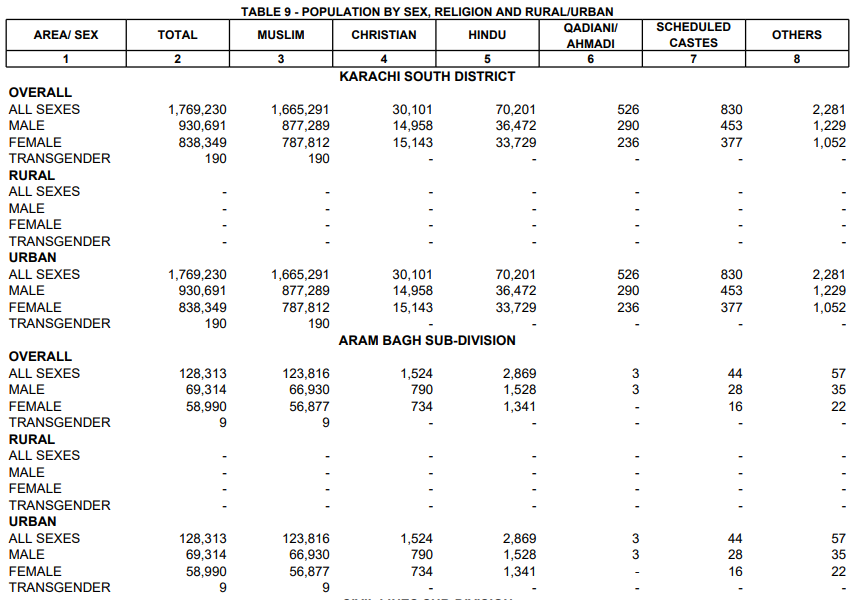 TABLE 9 - POPULATION BY SEX, RELIGION AND RURAL/URBAN
AREA/ SEX TOTAL MUSLIM CHRISTIAN HINDU QADIANI/ AHMADI SCHEDULED CASTES OTHERS
1 2 3 4 5 6 7 8
KARACHI SOUTH DISTRICT
OVERALL
ALL SEXES 1,769,230 1,665,291 30,101 70,201 526 830 2,281
MALE 930,691 877,289 14,958 36,472 290 453 1,229
FEMALE 838,349 787,812 15,143 33,729 236 377 1,052
TRANSGENDER 190 190 - - - - -
RURAL
ALL SEXES - - - - - - -
MALE - - - - - - -
FEMALE - - - - - - -
TRANSGENDER - - - - - - -
URBAN
ALL SEXES 1,769,230 1,665,291 30,101 70,201 526 830 2,281
MALE 930,691 877,289 14,958 36,472 290 453 1,229
FEMALE 838,349 787,812 15,143 33,729 236 377 1,052
TRANSGENDER 190 190 - - - - -
ARAM BAGH SUB-DIVISION
OVERALL
ALL SEXES 128,313 123,816 1,524 2,869 3 44 57
MALE 69,314 66,930 790 1,528 3 28 35
FEMALE 58,990 56,877 734 1,341 - 16 22
TRANSGENDER 9 9 - - - - -
RURAL
ALL SEXES - - - - - - -
MALE - - - - - - -
FEMALE - - - - - - -
TRANSGENDER - - - - - - -
URBAN
ALL SEXES 128,313 123,816 1,524 2,869 3 44 57
MALE 69,314 66,930 790 1,528 3 28 35
FEMALE 58,990 56,877 734 1,341 - 16 22
TRANSGENDER 9 9 - - - - -